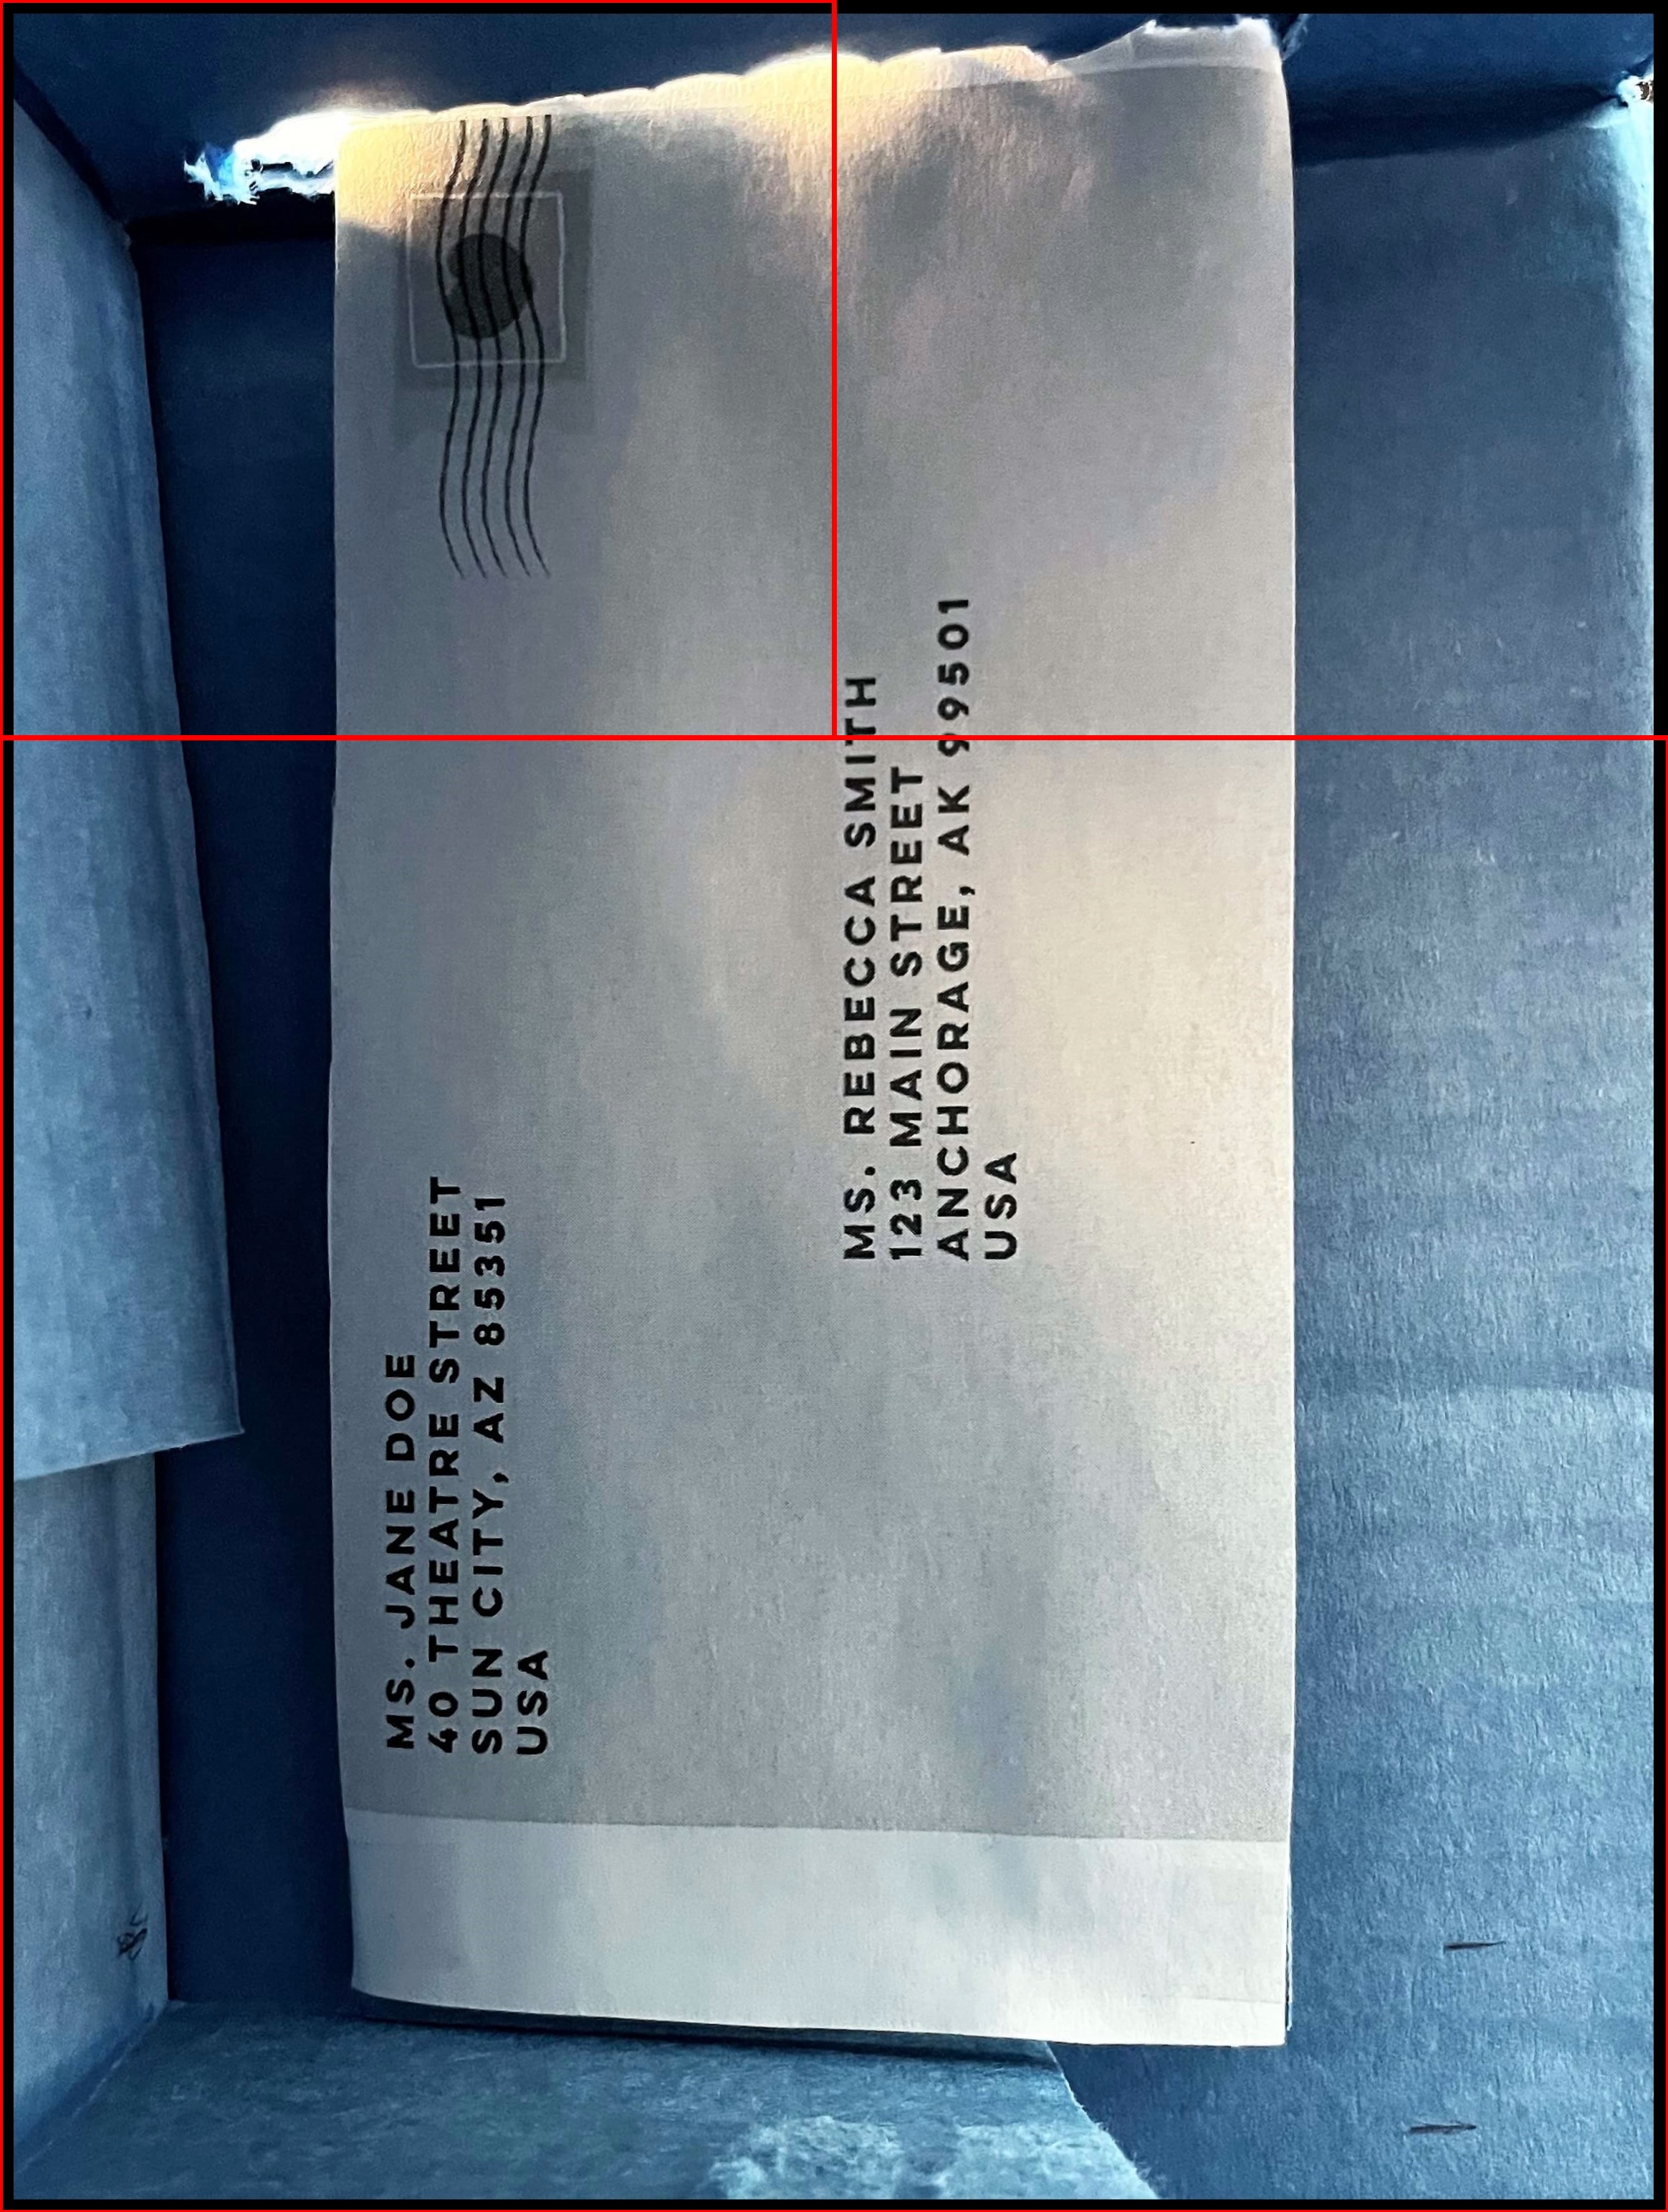 MS. JANE DOE
40 THEATRE STREET
SUN CITY, AZ 85351
USA
MS. REBECCA SMITH
123 MAIN STREET
ANCHORAGE, AK 99501
USA